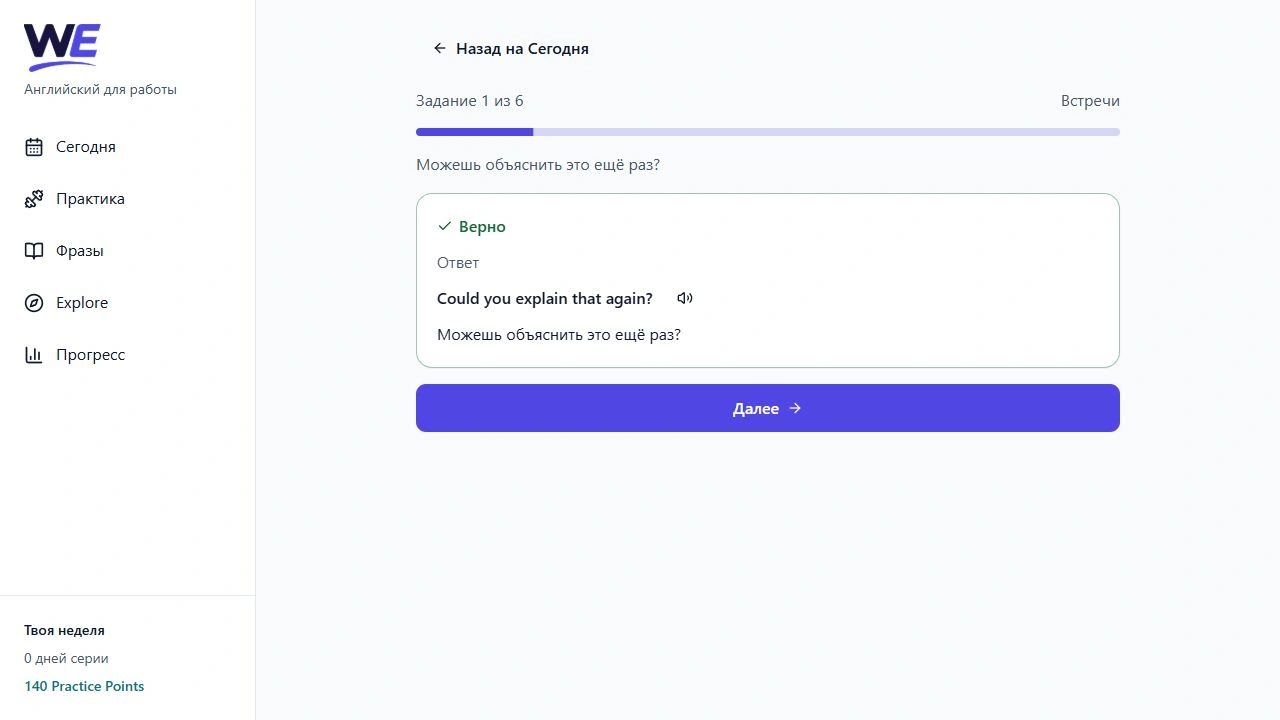 WE
Английский для работы
Сегодня
Практика
Фразы
Explore
Прогресс
Твоя неделя
0 дней серии
140 Practice Points
Назад на Сегодня
Задание 1 из 6
Встречи
Можешь объяснить это ещё раз?
Верно
Ответ
Could you explain that again?
Можешь объяснить это ещё раз?
Далее